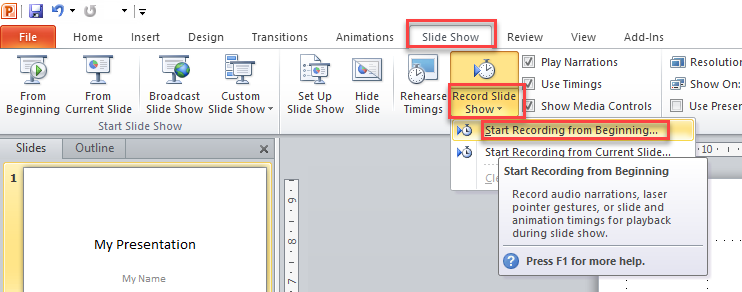 File Home Insert Design Transitions Animations Slide Show Review View Add-Ins
From Beginning
From Current Slide
Broadcast Slide Show
Custom Slide Show
Start Slide Show
Set Up Slide Show
Hide Slide
Rehearse Timings
Record Slide Show
Play Narrations
Use Timings
Show Media Controls
Resolution
Show On:
Use Prese
Start Recording from Beginning...
Start Recording from Current Slide...
Start Recording from Beginning
Record audio narrations, laser
pointer gestures, or slide and
animation timings for playback
during slide show.
Press F1 for more help.
Slides Outline
1
My Presentation
My Name
9
8
7
10